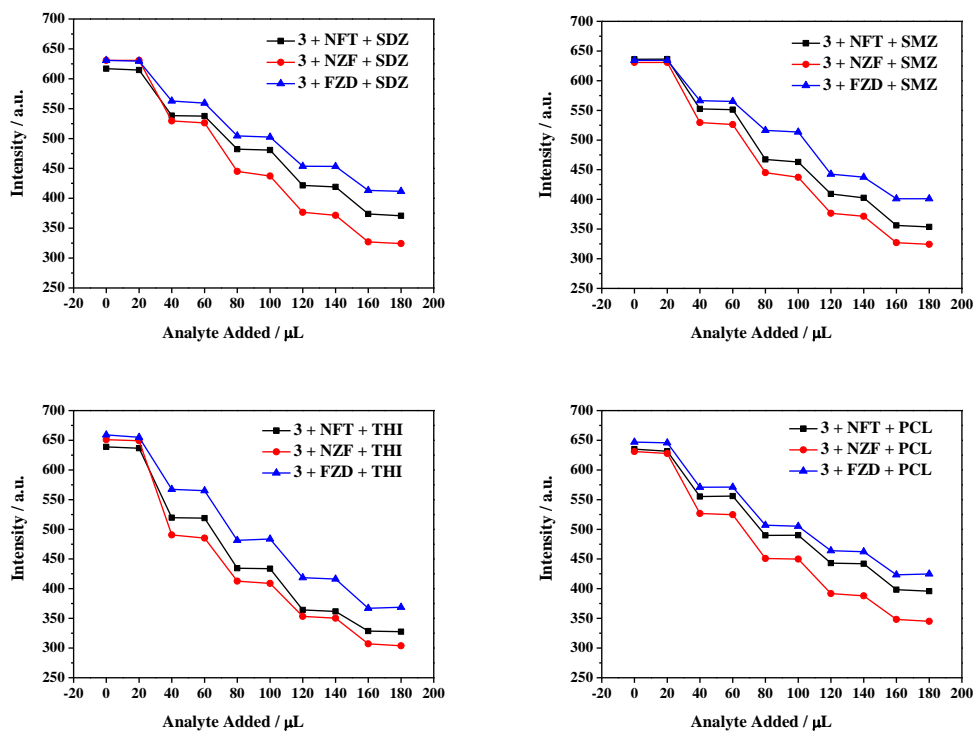 700
650
600
550
500
450
400
350
300
250
Intensity / a.u.
3 + NFT + SDZ
3 + NZF + SDZ
3 + FZD + SDZ
-20 0 20 40 60 80 100 120 140 160 180 200
Analyte Added / μL
700
650
600
550
500
450
400
350
300
250
Intensity / a.u.
3 + NFT + SMZ
3 + NZF + SMZ
3 + FZD + SMZ
-20 0 20 40 60 80 100 120 140 160 180 200
Analyte Added / μL
700
650
600
550
500
450
400
350
300
250
Intensity / a.u.
3 + NFT + THI
3 + NZF + THI
3 + FZD + THI
-20 0 20 40 60 80 100 120 140 160 180 200
Analyte Added / μL
700
650
600
550
500
450
400
350
300
250
Intensity / a.u.
3 + NFT + PCL
3 + NZF + PCL
3 + FZD + PCL
-20 0 20 40 60 80 100 120 140 160 180 200
Analyte Added / μL